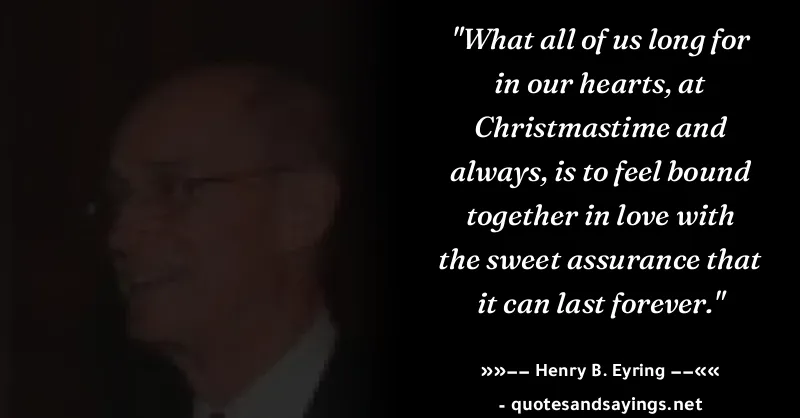 "What all of us long for
in our hearts, at
Christmastime and
always, is to feel bound
together in love with
the sweet assurance that
it can last forever."
»»−− Henry B. Eyring −−««
- quotesandsayings.net